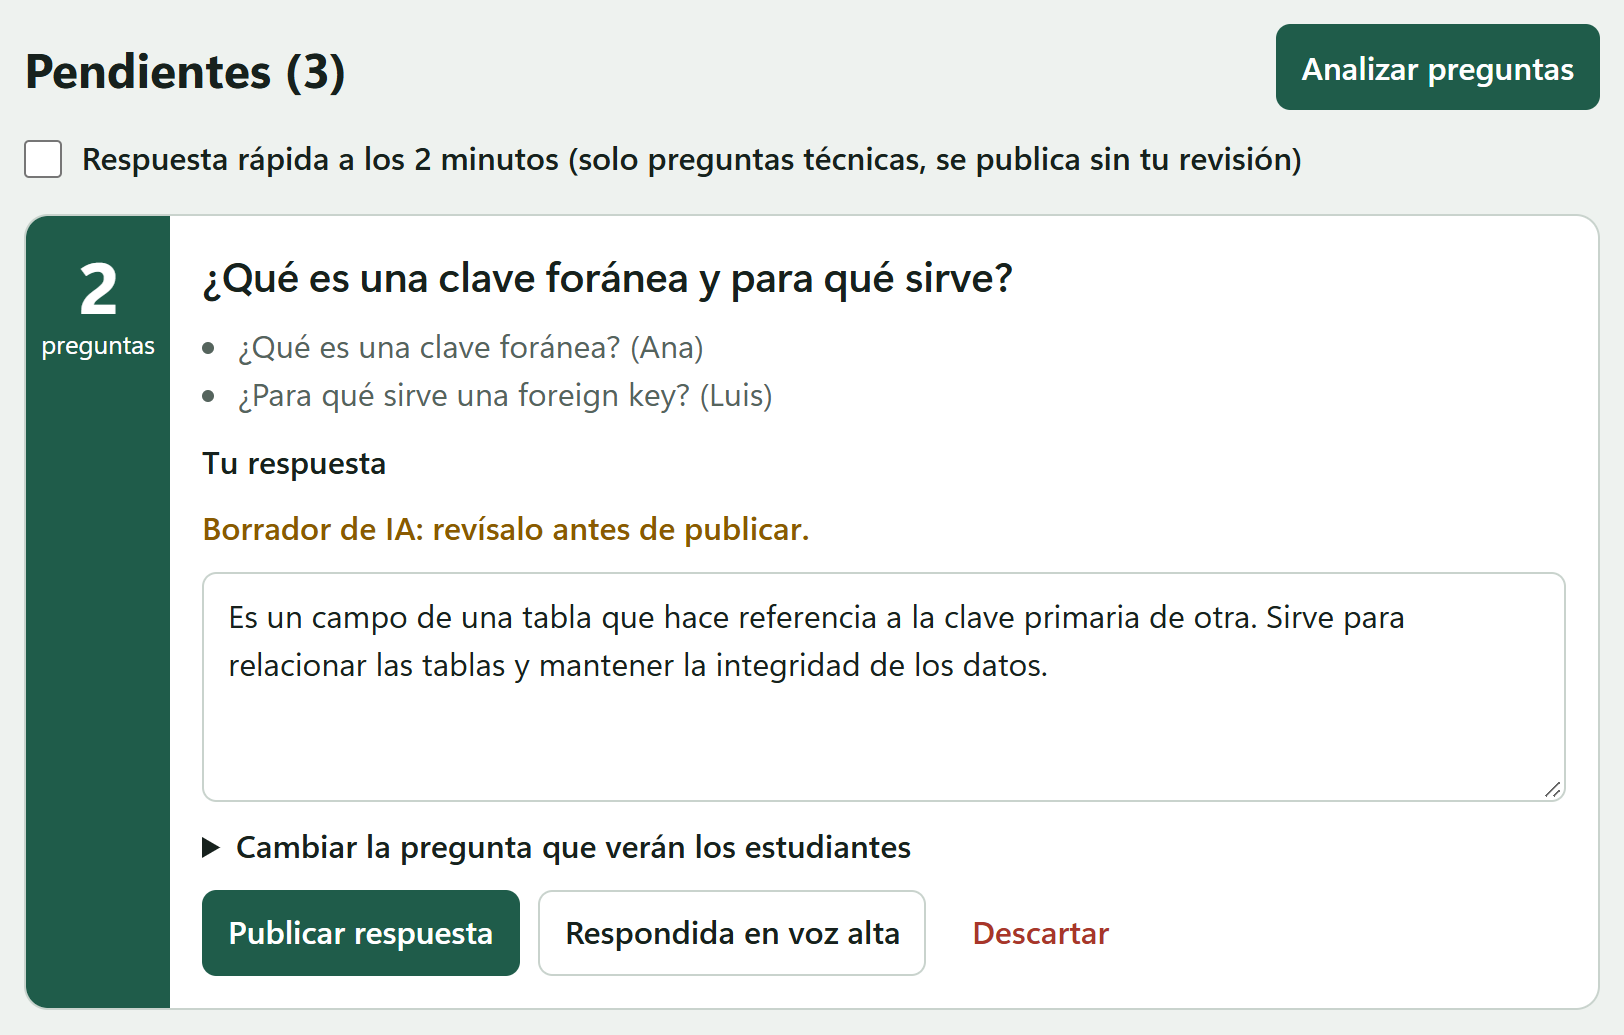 Pendientes (3)
Analizar preguntas
Respuesta rápida a los 2 minutos (solo preguntas técnicas, se publica sin tu revisión)
2
preguntas
¿Qué es una clave foránea y para qué sirve?
¿Qué es una clave foránea? (Ana)
¿Para qué sirve una foreign key? (Luis)
Tu respuesta
Borrador de IA: revísalo antes de publicar.
Es un campo de una tabla que hace referencia a la clave primaria de otra. Sirve para
relacionar las tablas y mantener la integridad de los datos.
Cambiar la pregunta que verán los estudiantes
Publicar respuesta
Respondida en voz alta
Descartar